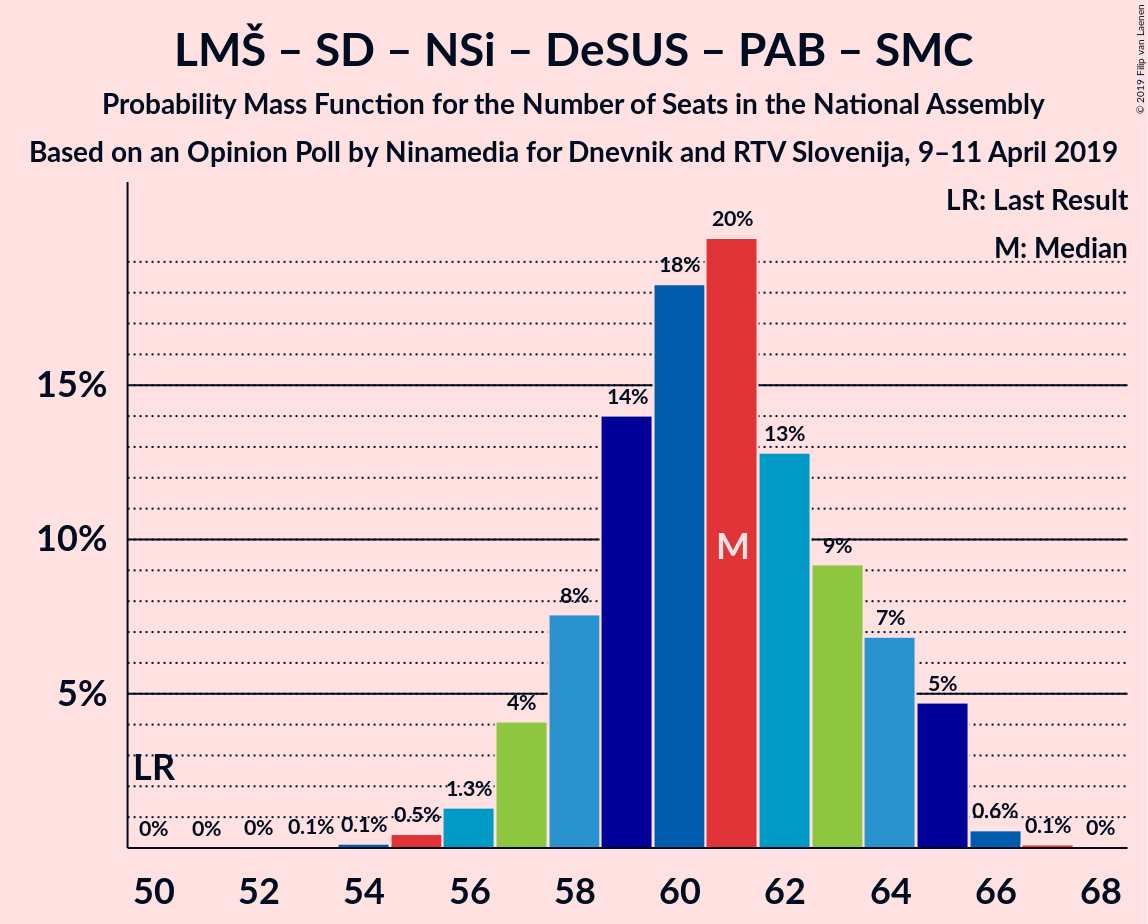 LMŠ – SD – NSi – DeSUS – PAB – SMC
Probability Mass Function for the Number of Seats in the National Assembly
Based on an Opinion Poll by Ninamedia for Dnevnik and RTV Slovenija, 9–11 April 2019
© 2019 Filip van Laenen
LR: Last Result
M: Median
15%
10%
5%
LR
0%
0%
0%
0.1%
0.1%
0.5%
1.3%
4%
8%
14%
18%
20%
M
13%
9%
7%
5%
0.6%
0.1%
0%
50 52 54 56 58 60 62 64 66 68